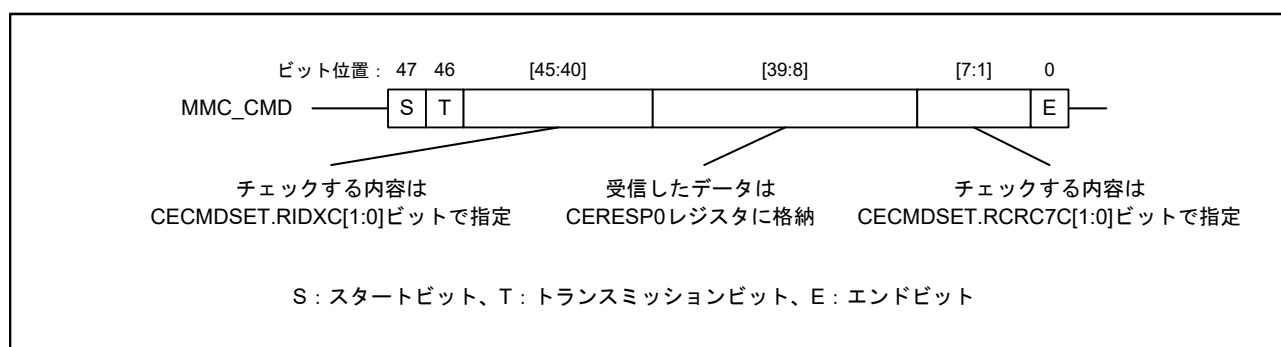 ビット位置： 47 46 [45:40] [39:8] [7:1] 0
MMC_CMD S T E
チェックする内容は 受信したデータは チェックする内容は
CECMDSET.RIDXC[1:0]ビットで指定 CERESP0レジスタに格納 CECMDSET.RCRC7C[1:0]ビットで指定
S：スタートビット、T：トランスミッションビット、E：エンドビット